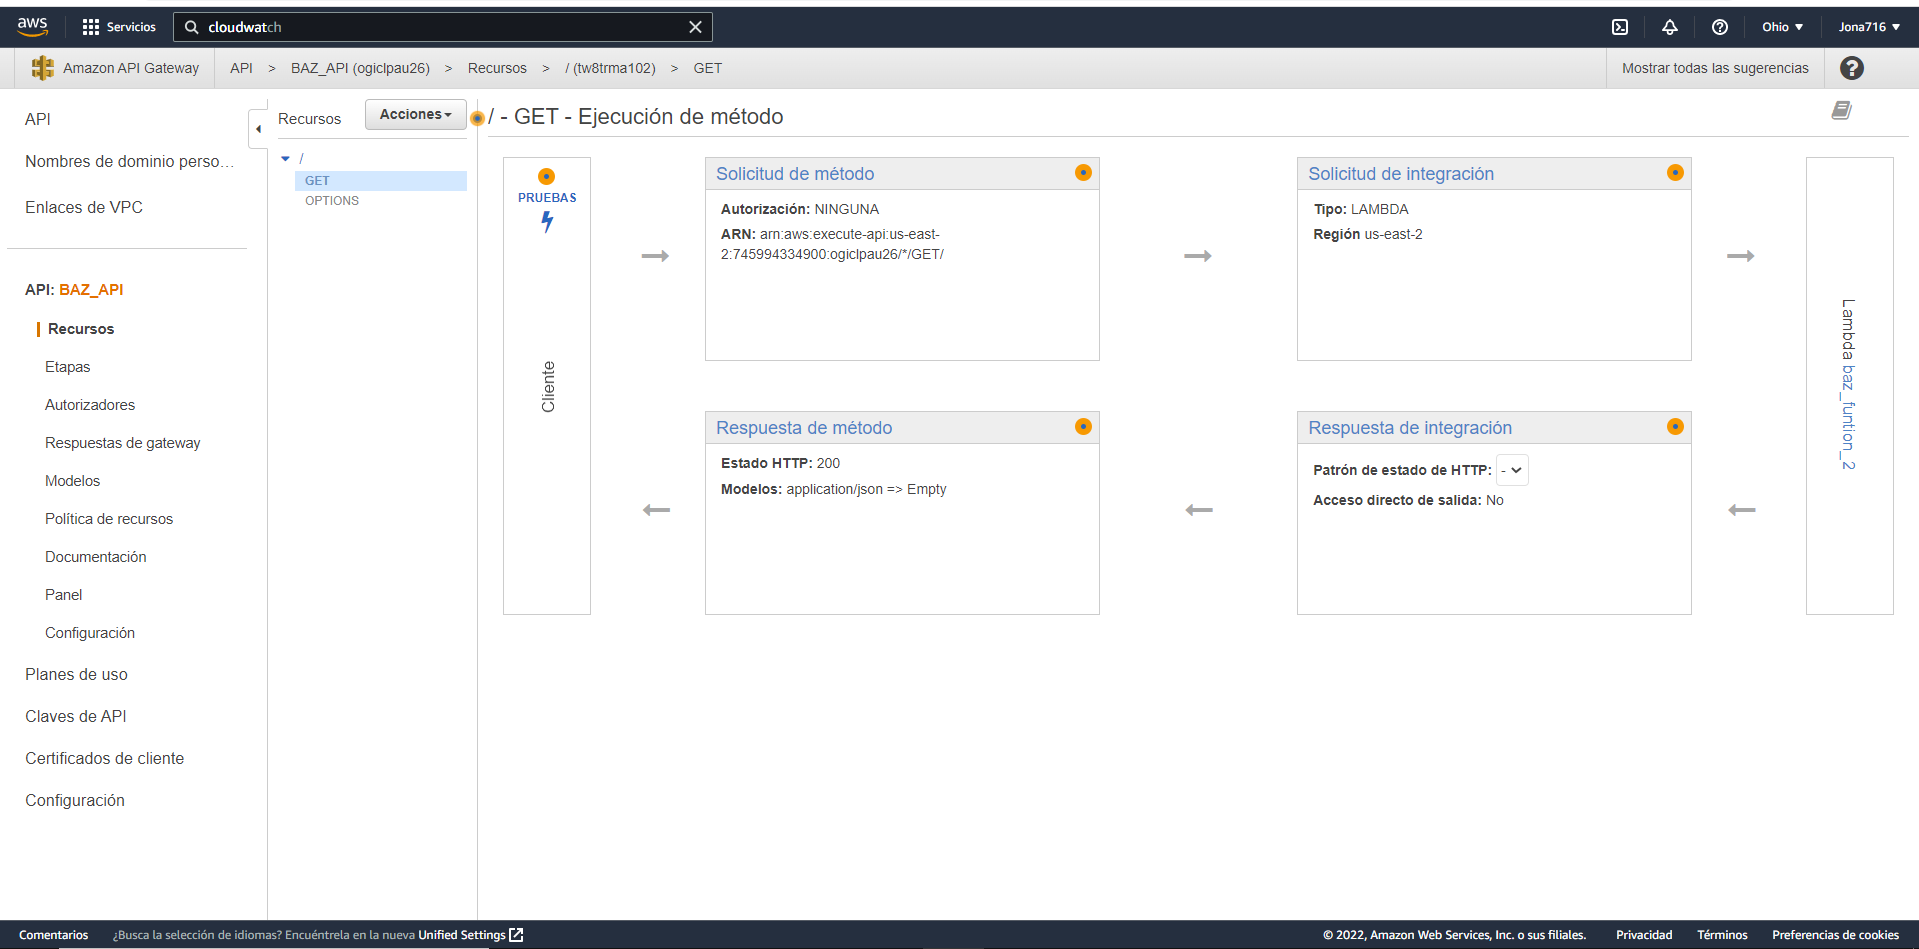 aws
Servicios
cloudwatch
Ohio
Jona716
Amazon API Gateway
API > BAZ_API (ogiclpau26) > Recursos > / (tw8trma102) > GET
Mostrar todas las sugerencias
API
Nombres de dominio perso...
Enlaces de VPC
API: BAZ_API
Recursos
Etapas
Autorizadores
Respuestas de gateway
Modelos
Política de recursos
Documentación
Panel
Configuración
Planes de uso
Claves de API
Certificados de cliente
Configuración
Recursos
Acciones
/
GET
OPTIONS
/ - GET - Ejecución de método
PRUEBAS
Cliente
Solicitud de método
Autorización: NINGUNA
ARN: arn:aws:execute-api:us-east-
2:745994334900:ogiclpau26/*/GET/
Solicitud de integración
Tipo: LAMBDA
Región us-east-2
Respuesta de método
Estado HTTP: 200
Modelos: application/json => Empty
Respuesta de integración
Patrón de estado de HTTP: -
Acceso directo de salida: No
Lambda baz_funtion_2
Comentarios
¿Busca la selección de idiomas? Encuéntrela en la nueva Unified Settings
© 2022, Amazon Web Services, Inc. o sus filiales.
Privacidad
Términos
Preferencias de cookies